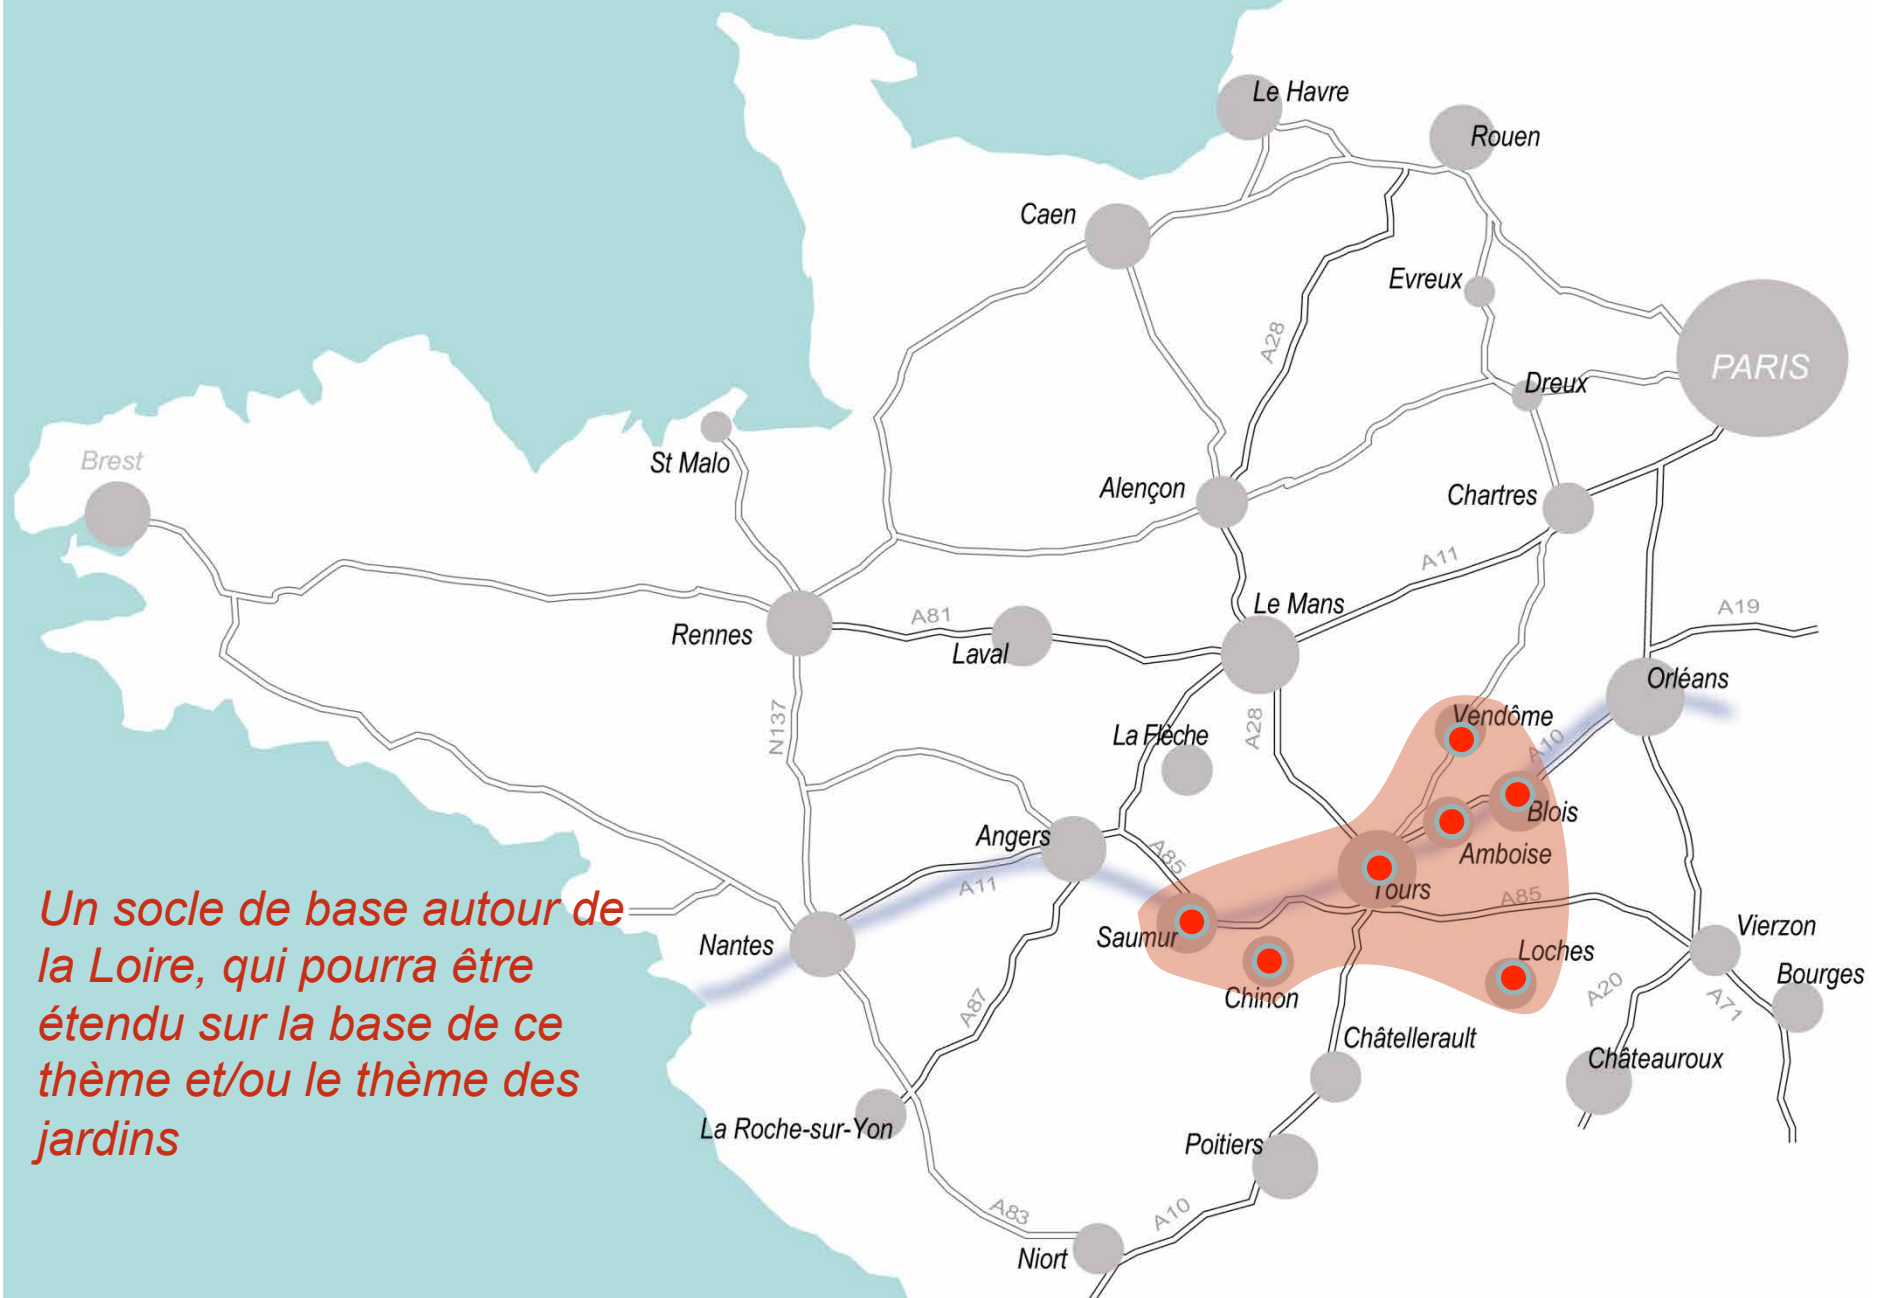 Le Havre
Rouen
Caen
Evreux
A28
PARIS
Dreux
Brest
St Malo
Alençon
Chartres
A11
Le Mans
A19
A81
Rennes
Laval
Orléans
N137
A28
La Flèche
Vendôme
A10
Blois
Angers
A85
Amboise
A11
Tours
A85
Un socle de base autour de
la Loire, qui pourra être
étendu sur la base de ce
thème et/ou le thème des
jardins
Nantes
Saumur
Vierzon
Loches
Bourges
Chinon
A20
A71
A87
Châtellerault
Châteauroux
La Roche-sur-Yon
Poitiers
A83
A10
Niort